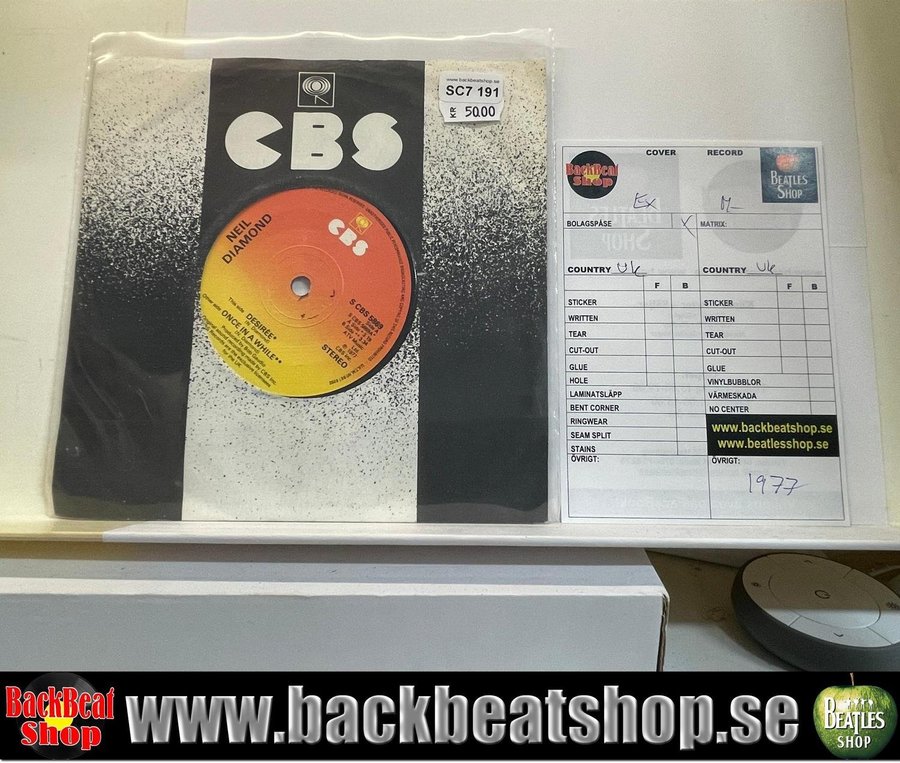 CBS
www.backbeatshop.se
SC7 191
KR 50.00
NEIL
DIAMOND
CBS
S CBS 5869
STEREO
This side DESIRÉE*
Other side: ONCE IN A WHILE**
COVER RECORD
BackBeat
Shop
BEATLES
SHOP
Ex M-
BOLAGSPÅSE X MATRIX:
COUNTRY UK COUNTRY UK
F B F B
STICKER STICKER
WRITTEN WRITTEN
TEAR TEAR
CUT-OUT CUT-OUT
GLUE GLUE
HOLE VINYLBUBBLOR
LAMINATSLÄPP VÄRMESKADA
BENT CORNER NO CENTER
RINGWEAR
SEAM SPLIT
STAINS
www.backbeatshop.se
www.beatlesshop.se
ÖVRIGT: ÖVRIGT:
1977
BackBeat
Shop
www.backbeatshop.se
BEATLES
SHOP